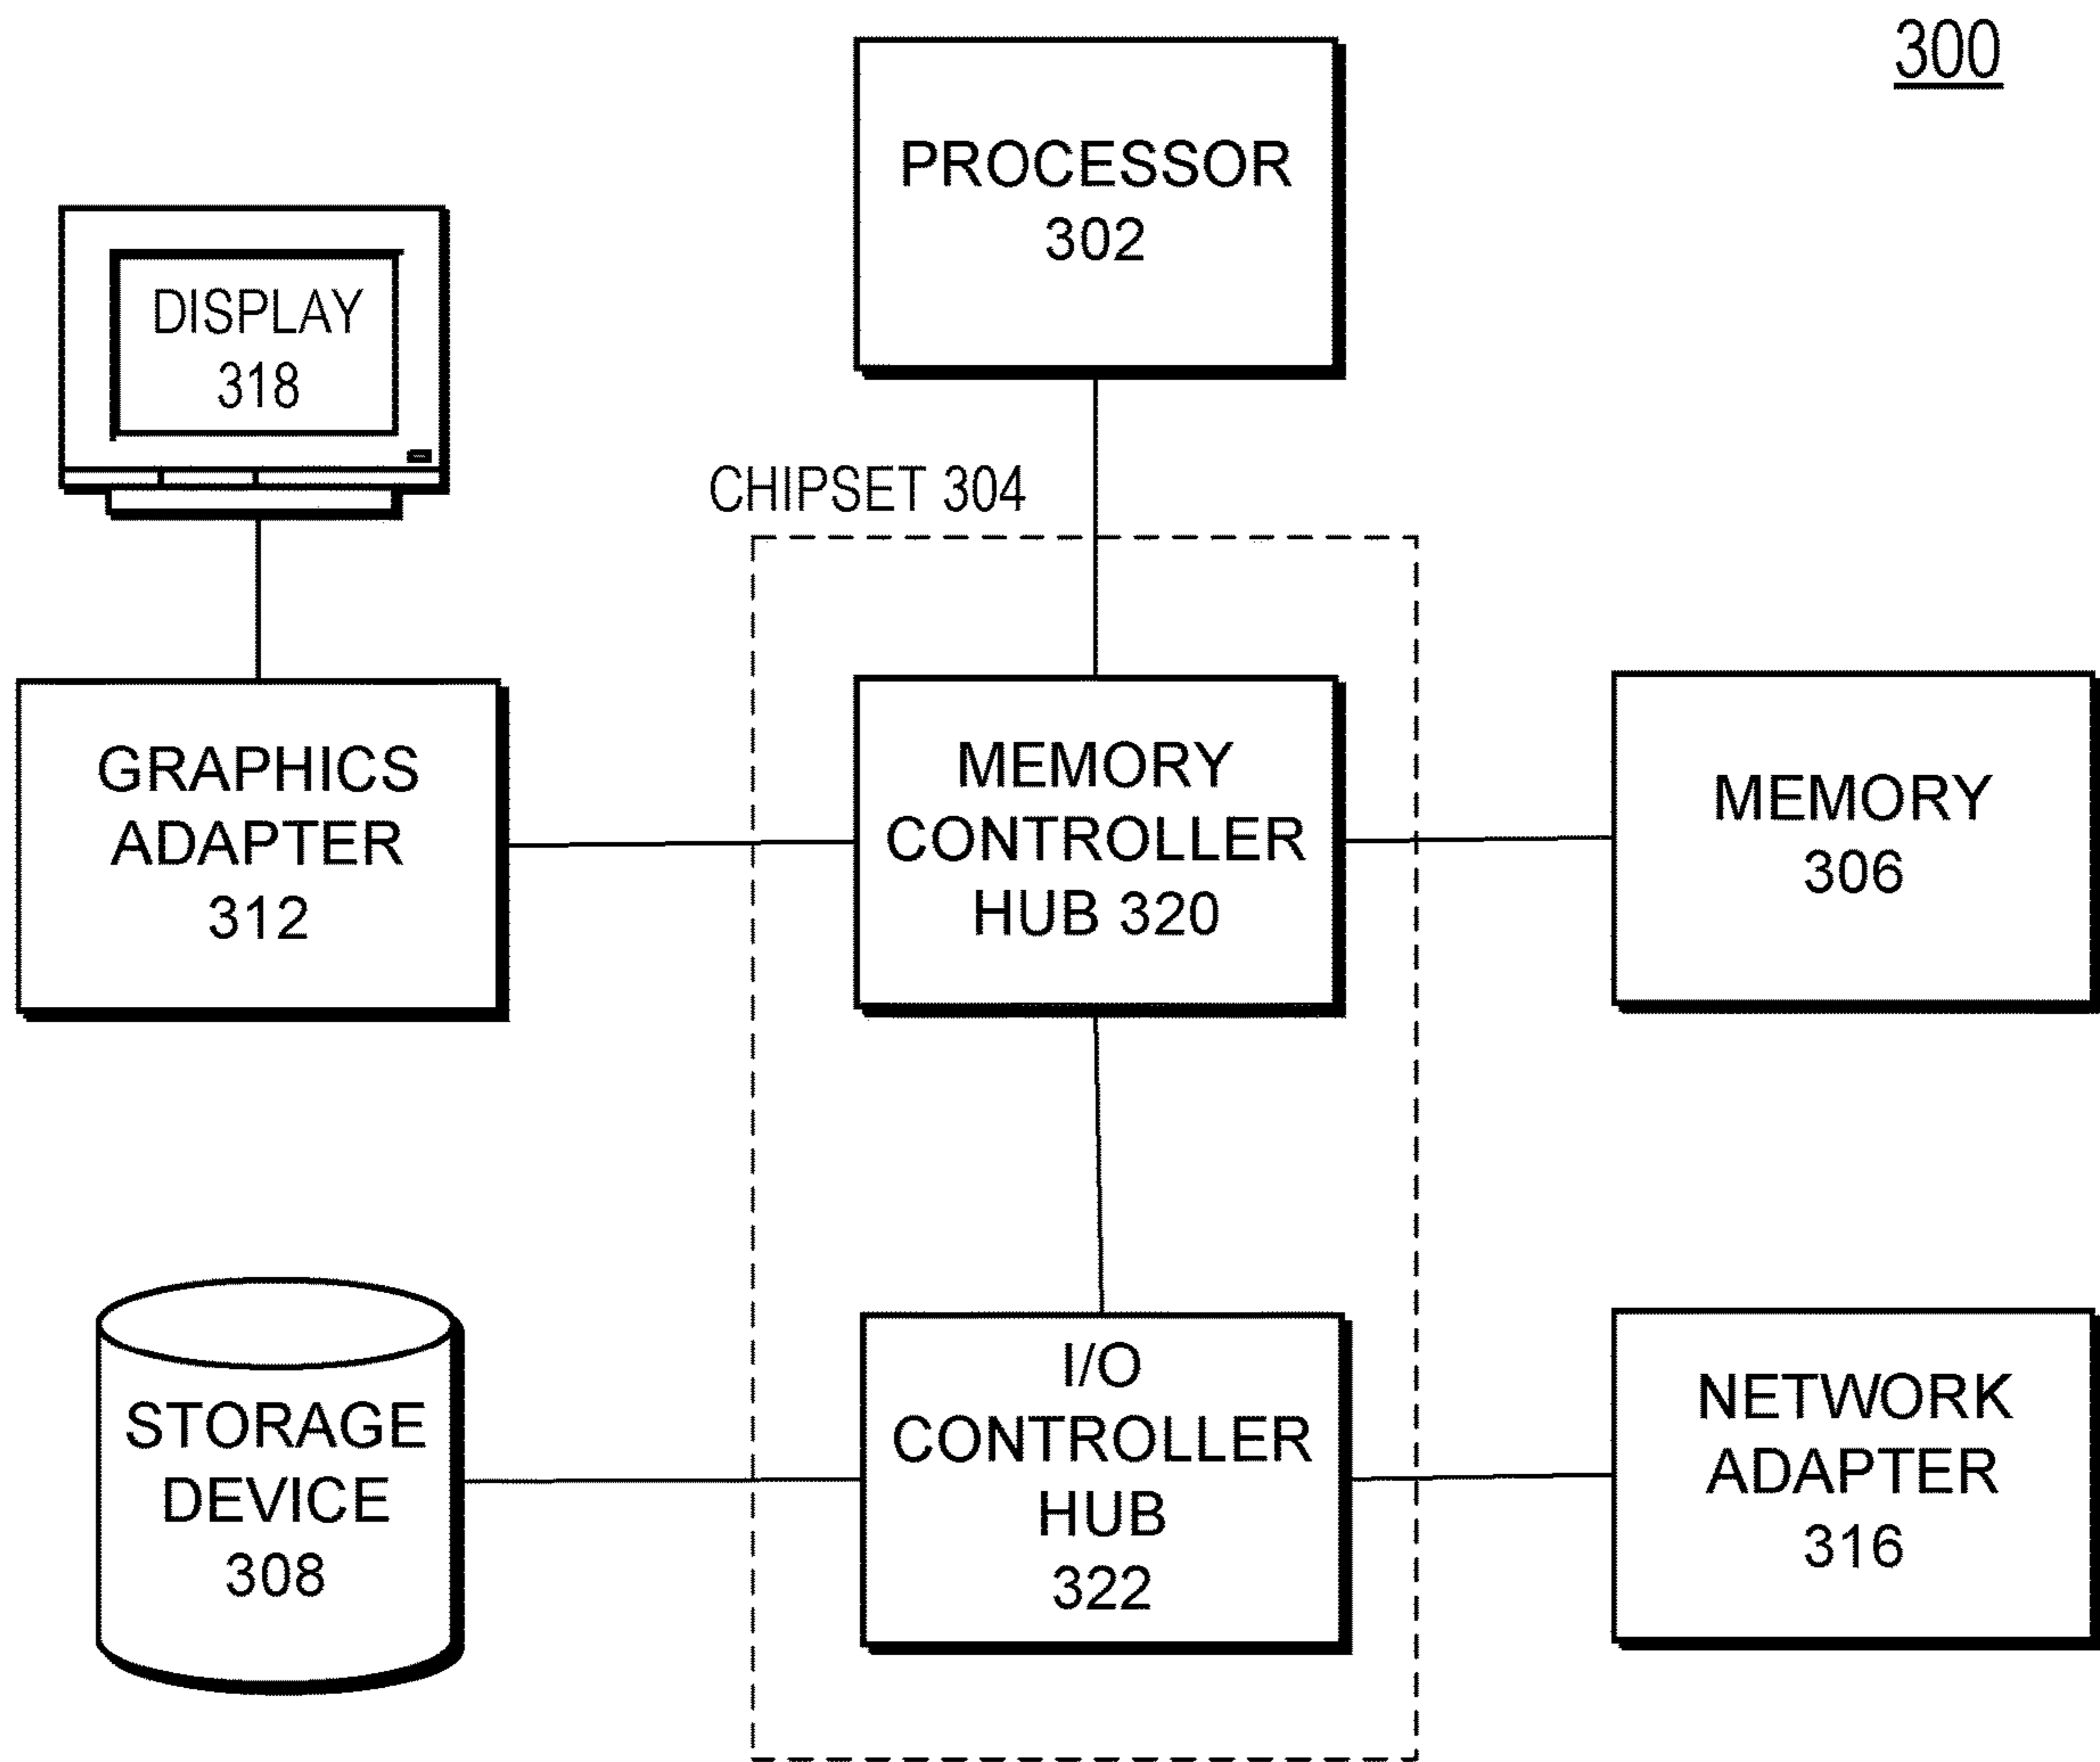 300
PROCESSOR
302
DISPLAY
318
CHIPSET 304
GRAPHICS
ADAPTER
312
MEMORY
CONTROLLER
HUB 320
MEMORY
306
STORAGE
DEVICE
308
I/O
CONTROLLER
HUB
322
NETWORK
ADAPTER
316